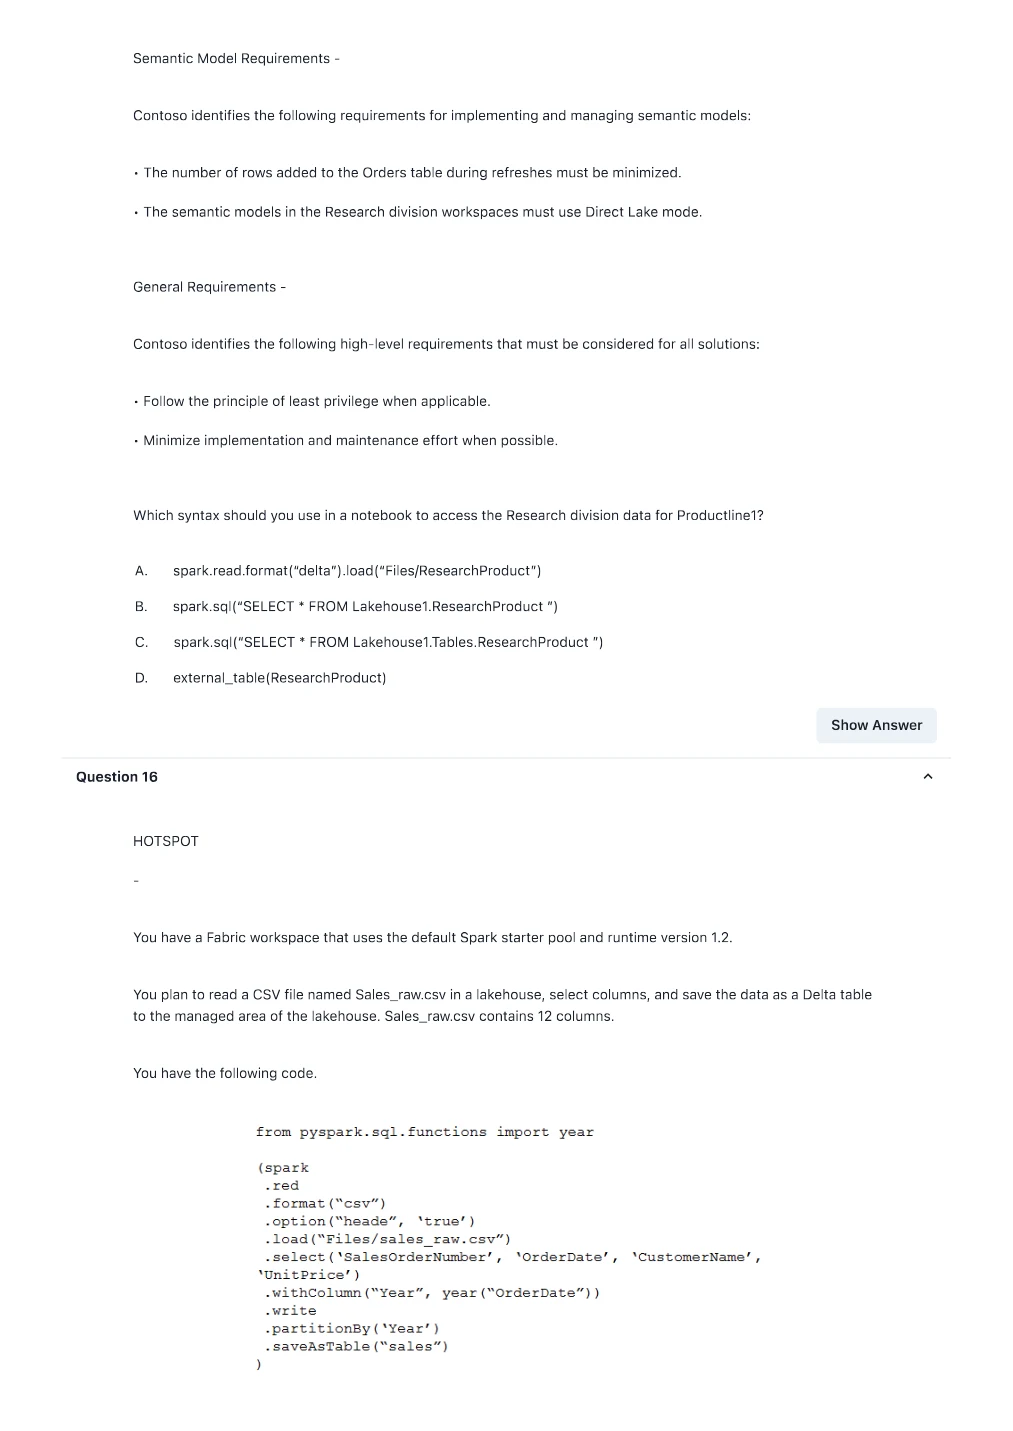 Semantic Model Requirements -
Contoso identifies the following requirements for implementing and managing semantic models:
• The number of rows added to the Orders table during refreshes must be minimized.
• The semantic models in the Research division workspaces must use Direct Lake mode.
General Requirements -
Contoso identifies the following high-level requirements that must be considered for all solutions:
• Follow the principle of least privilege when applicable.
• Minimize implementation and maintenance effort when possible.
Which syntax should you use in a notebook to access the Research division data for Productline1?
A. spark.read.format("delta").load("Files/ResearchProduct")
B. spark.sql("SELECT * FROM Lakehouse1.ResearchProduct ")
C. spark.sql("SELECT * FROM Lakehouse1.Tables.ResearchProduct ")
D. external_table(ResearchProduct)
Show Answer
Question 16
HOTSPOT
-
You have a Fabric workspace that uses the default Spark starter pool and runtime version 1.2.
You plan to read a CSV file named Sales_raw.csv in a lakehouse, select columns, and save the data as a Delta table
to the managed area of the lakehouse. Sales_raw.csv contains 12 columns.
You have the following code.
from pyspark.sql.functions import year
(spark
.red
.format(“csv”)
.option(“heade”, ‘true’)
.load(“Files/sales_raw.csv”)
.select(‘SalesOrderNumber’, ‘OrderDate’, ‘CustomerName’,
‘UnitPrice’)
.withColumn(“Year”, year(“OrderDate”))
.write
.partitionBy(‘Year’)
.saveAsTable(“sales”)
)